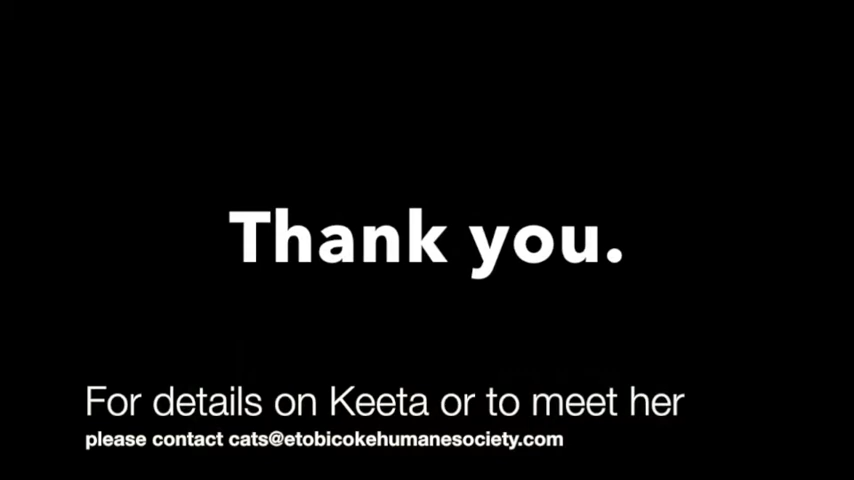 Thank you.
For details on Keeta or to meet her
please contact cats@etobicokehumanesociety.com